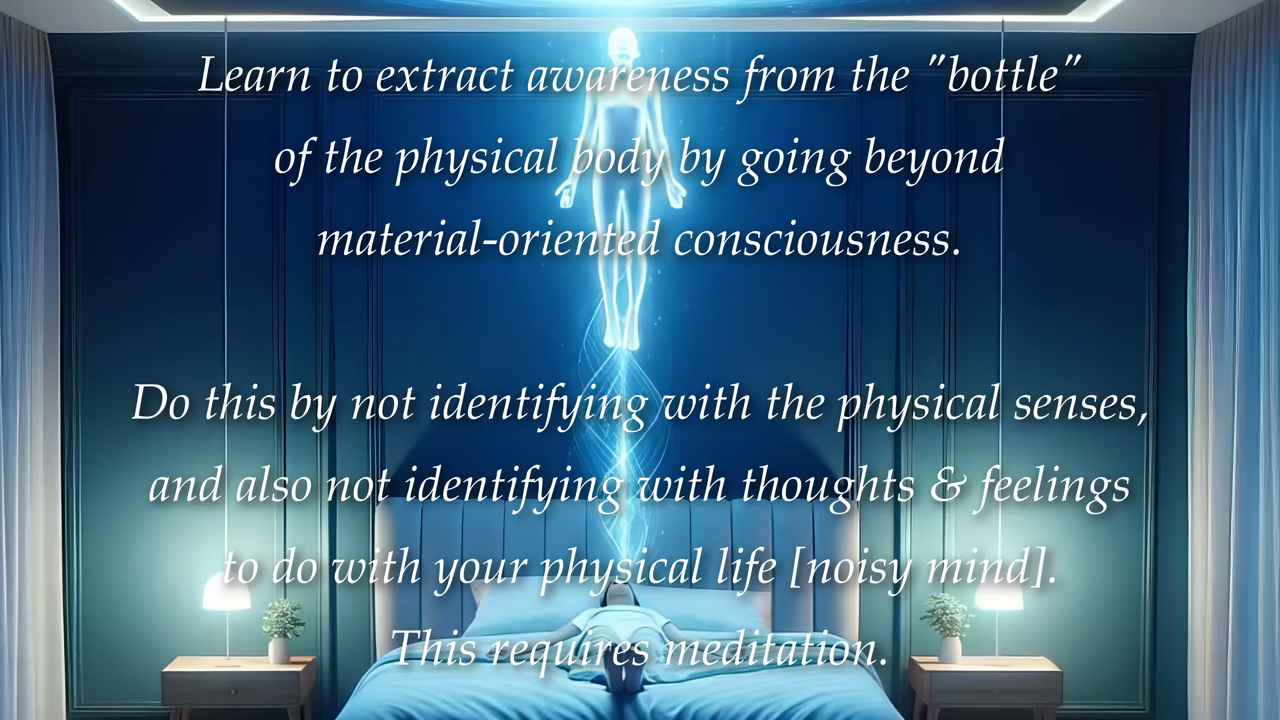 Learn to extract awareness from the "bottle"
of the physical body by going beyond
material-oriented consciousness.
Do this by not identifying with the physical senses,
and also not identifying with thoughts & feelings
to do with your physical life [noisy mind].
This requires meditation.